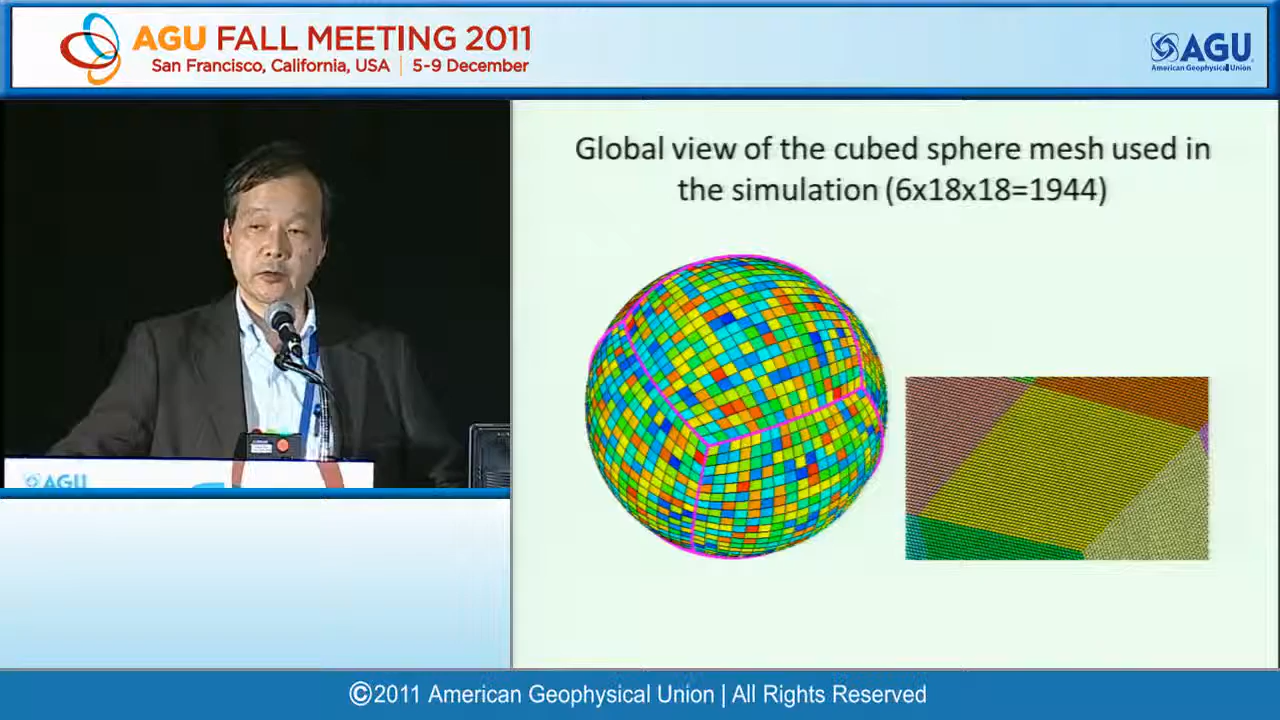 AGU FALL MEETING 2011
San Francisco, California, USA | 5-9 December
AGU
American Geophysical Union
Global view of the cubed sphere mesh used in
the simulation (6x18x18=1944)
AGU
©2011 American Geophysical Union | All Rights Reserved